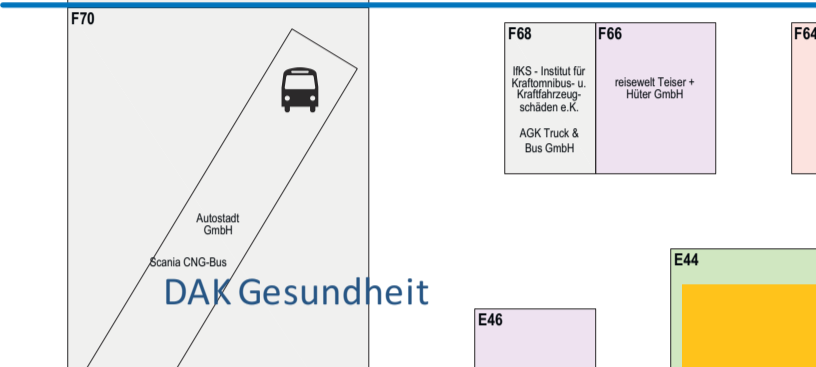 F70
Autostadt
GmbH
Scania CNG-Bus
DAK Gesundheit
F68
IfKS - Institut für
Kraftomnibus- u.
Kraftfahrzeug-
schäden e.K.
AGK Truck &
Bus GmbH
F66
reisewelt Teiser +
Hüter GmbH
F64
E46
E44